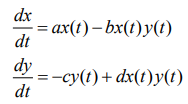 dx/dt = ax(t) − bx(t)y(t)
dy/dt = −cy(t) + dx(t)y(t)